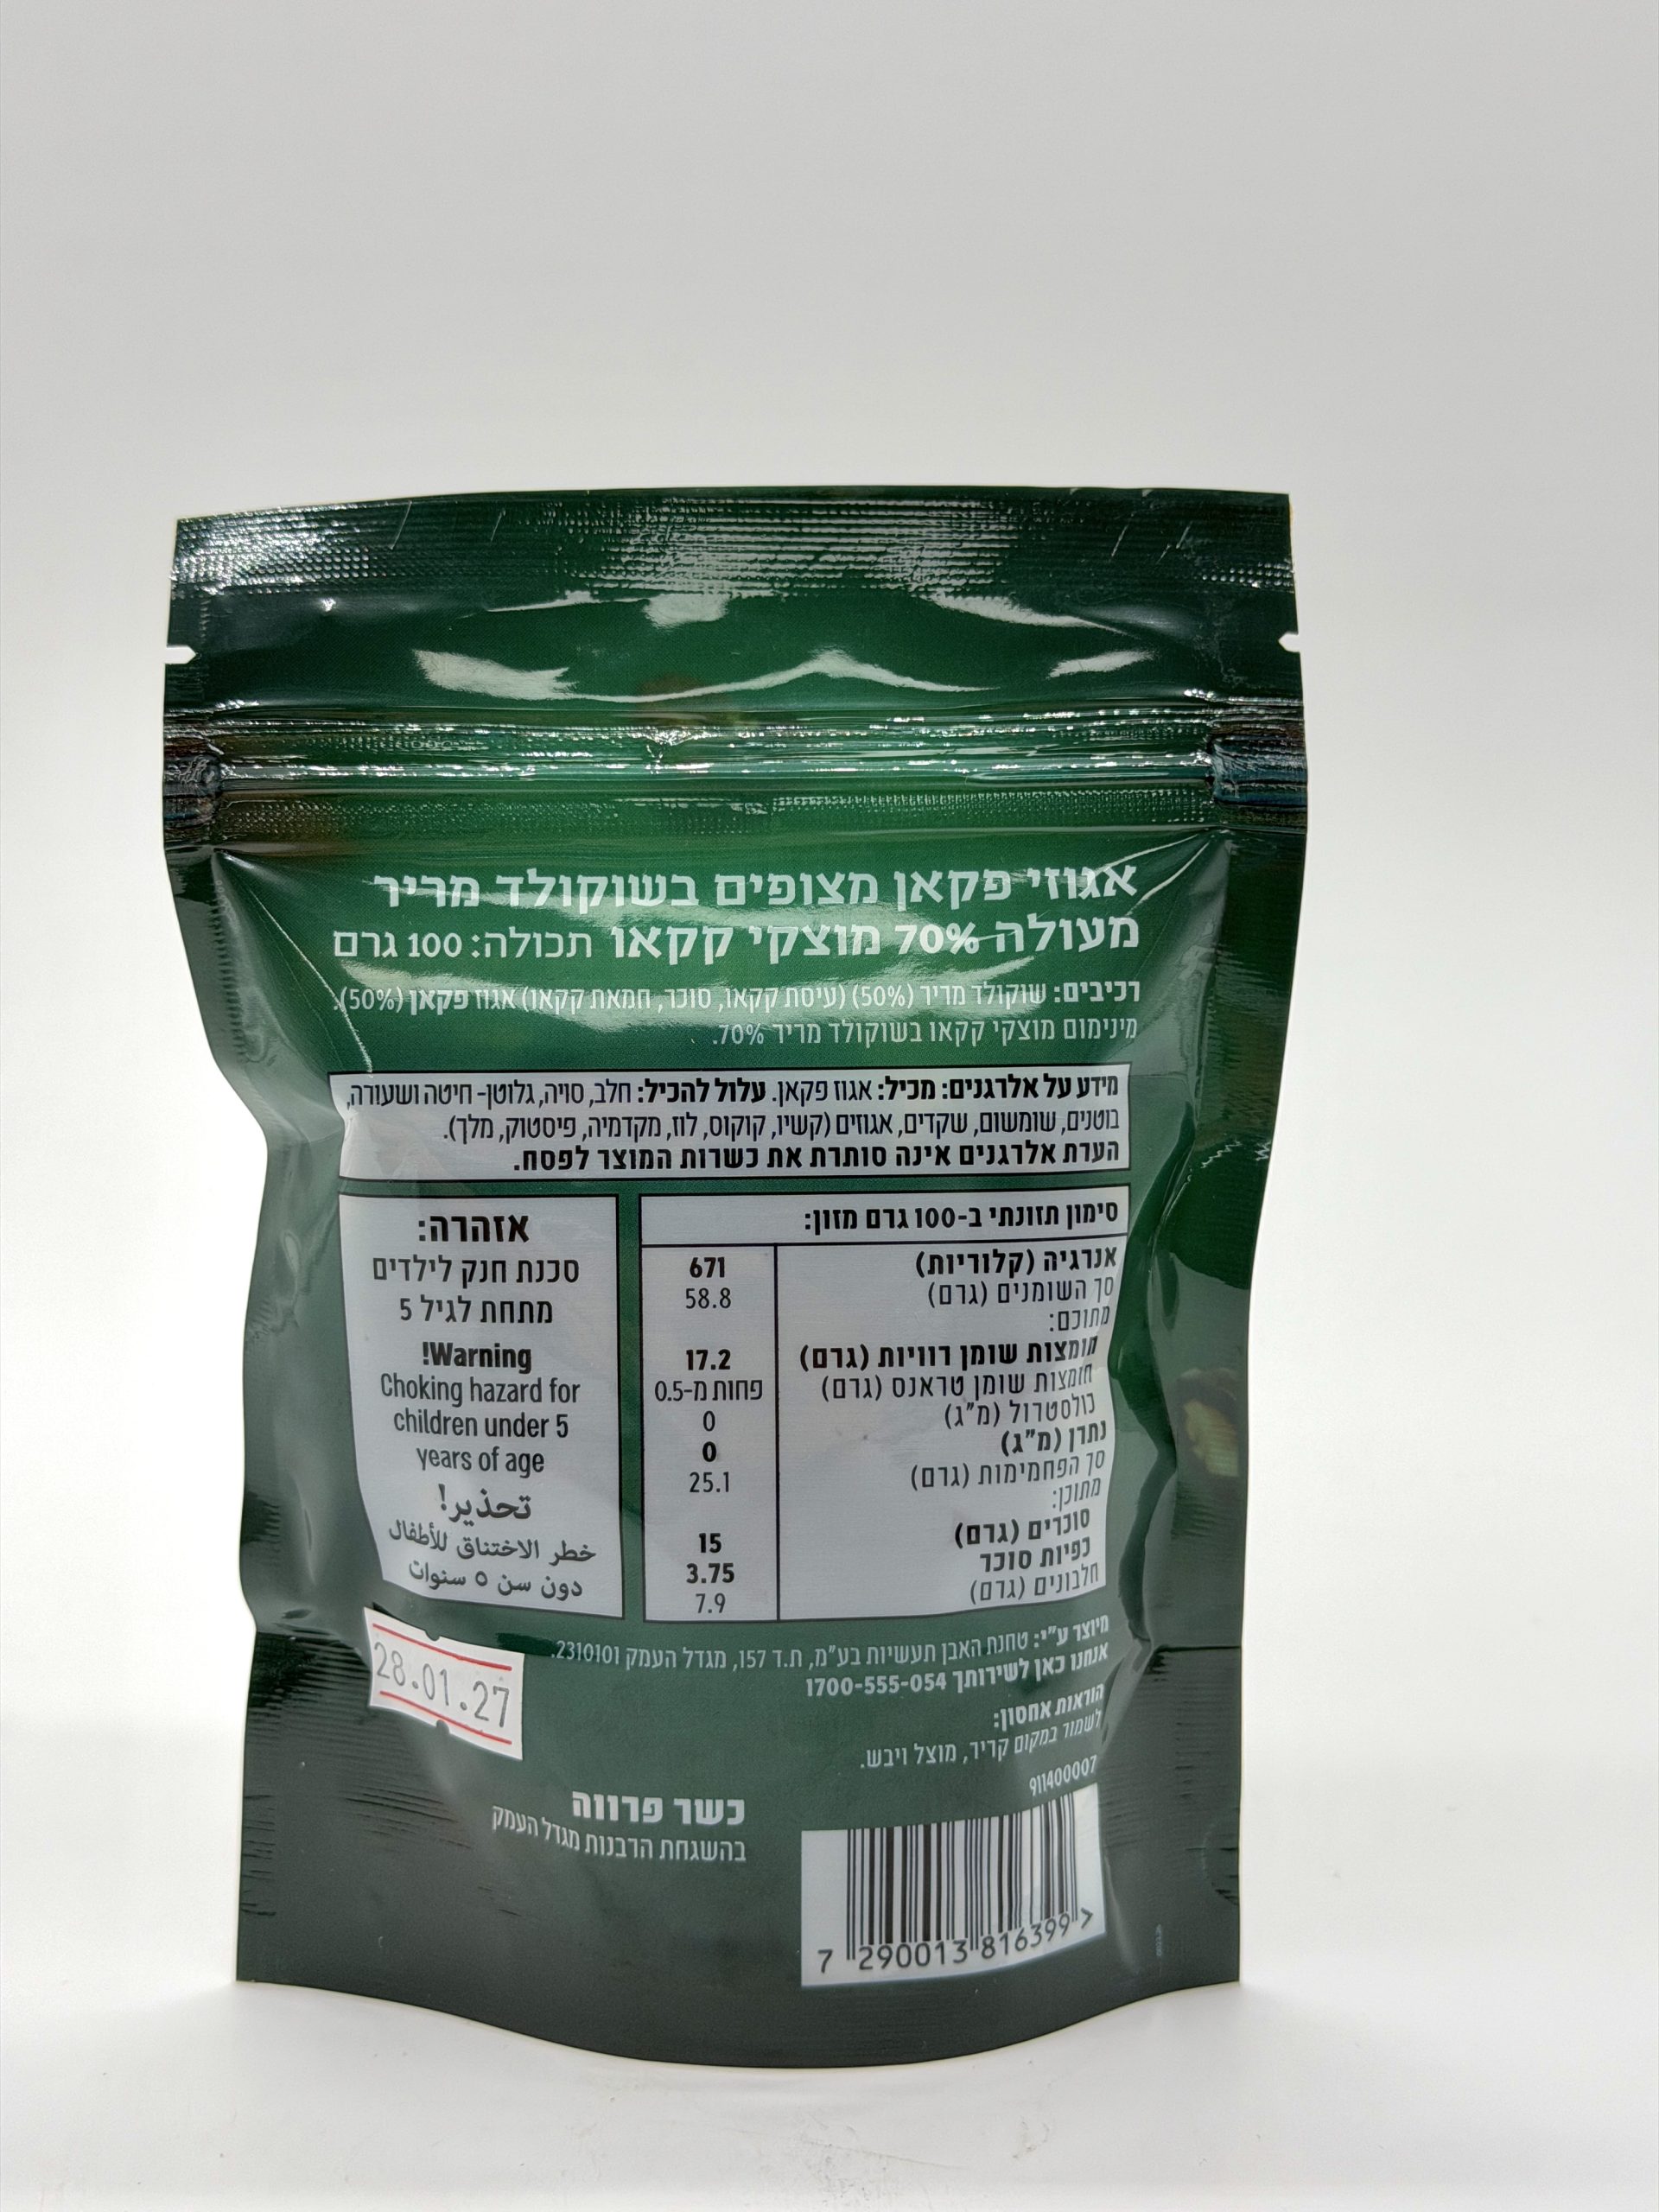 אגוזי פקאן מצופים בשוקולד מריר
מעולה 70% מוצקי קקאו תכולה: 100 גרם
רכיבים: שוקולד מריר (50%) (עיסת קקאו, סוכר, חמאת קקאו) אגוז פקאן (50%).
מינימום מוצקי קקאו בשוקולד מריר 70%.
מידע על אלרגנים: מכיל: אגוז פקאן. עלול להכיל: חלב, סויה, גלוטן- חיטה ושעורה,
בוטנים, שומשום, שקדים, אגוזים (קשיו, קוקוס, לוז, מקדמיה, פיסטוק, מלך).
הערת אלרגנים אינה סותרת את כשרות המוצר לפסח.
סימון תזונתי ב-100 גרם מזון:
אנרגיה (קלוריות) 671
סך השומנים (גרם) 58.8
מתוכם:
חומצות שומן רוויות (גרם) 17.2
חומצות שומן טראנס (גרם) פחות מ-0.5
כולסטרול (מ"ג) 0
נתרן (מ"ג) 0
סך הפחמימות (גרם) 25.1
מתוכן:
סוכרים (גרם) 15
כפיות סוכר 3.75
חלבונים (גרם) 7.9
אזהרה:
סכנת חנק לילדים
מתחת לגיל 5
Warning!
Choking hazard for
children under 5
years of age
تحذير!
خطر الاختناق للأطفال
دون سن ٥ سنوات
מיוצר ע"י: טחנת האבן תעשיות בע"מ, ת.ד 157, מגדל העמק 2310101.
אנחנו כאן לשירותך 1700-555-054
הוראות אחסון:
לשמור במקום קריר, מוצל ויבש.
911400007
28.01.27
כשר פרווה
בהשגחת הרבנות מגדל העמק
7 290013 816399 >